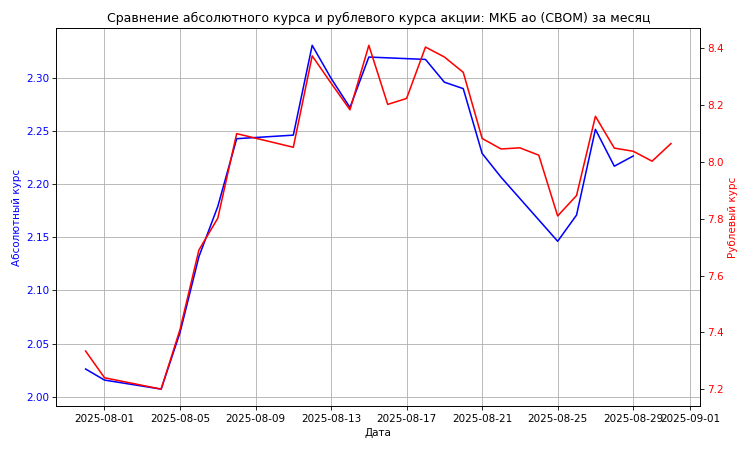 Сравнение абсолютного курса и рублевого курса акции: МКБ ао (CBOM) за месяц
8.4
2.30
8.2
2.25
8.0
2.20
7.8
2.15
7.6
2.10
7.4
2.05
7.2
2.00
Абсолютный курс
Рублевый курс
2025-08-01 2025-08-05 2025-08-09 2025-08-13 2025-08-17 2025-08-21 2025-08-25 2025-08-29 2025-09-01
Дата